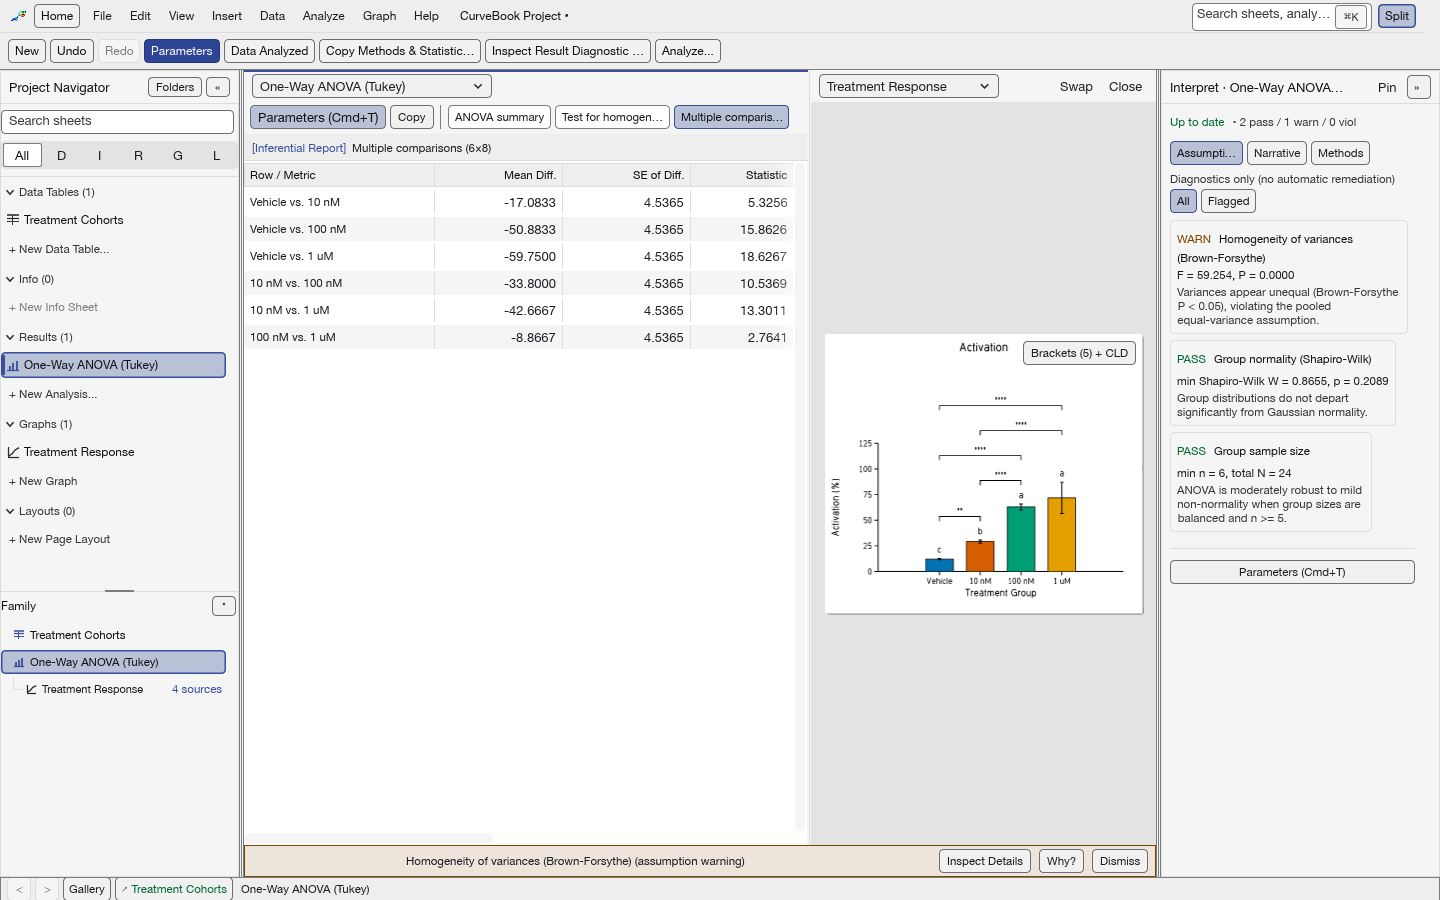 Home File Edit View Insert Data Analyze Graph Help CurveBook Project •
Search sheets, analy… ⌘K Split
New Undo Redo Parameters Data Analyzed Copy Methods & Statistic… Inspect Result Diagnostic … Analyze...
Project Navigator Folders «
Search sheets
All D I R G L
Data Tables (1)
Treatment Cohorts
+ New Data Table...
Info (0)
+ New Info Sheet
Results (1)
One-Way ANOVA (Tukey)
+ New Analysis...
Graphs (1)
Treatment Response
+ New Graph
Layouts (0)
+ New Page Layout
Family
Treatment Cohorts
One-Way ANOVA (Tukey)
Treatment Response 4 sources
One-Way ANOVA (Tukey)
Parameters (Cmd+T) Copy ANOVA summary Test for homogen… Multiple comparis…
[Inferential Report] Multiple comparisons (6×8)
Row / Metric Mean Diff. SE of Diff. Statistic
Vehicle vs. 10 nM -17.0833 4.5365 5.3256
Vehicle vs. 100 nM -50.8833 4.5365 15.8626
Vehicle vs. 1 uM -59.7500 4.5365 18.6267
10 nM vs. 100 nM -33.8000 4.5365 10.5369
10 nM vs. 1 uM -42.6667 4.5365 13.3011
100 nM vs. 1 uM -8.8667 4.5365 2.7641
Treatment Response Swap Close
Activation
Brackets (5) + CLD
****
****
****
****
**
a
a
b
c
125
100
75
50
25
0
Activation (%)
Vehicle 10 nM 100 nM 1 uM
Treatment Group
Homogeneity of variances (Brown-Forsythe) (assumption warning) Inspect Details Why? Dismiss
Interpret · One-Way ANOVA… Pin »
Up to date • 2 pass / 1 warn / 0 viol
Assumpti… Narrative Methods
Diagnostics only (no automatic remediation)
All Flagged
WARN Homogeneity of variances
(Brown-Forsythe)
F = 59.254, P = 0.0000
Variances appear unequal (Brown-Forsythe
P < 0.05), violating the pooled
equal-variance assumption.
PASS Group normality (Shapiro-Wilk)
min Shapiro-Wilk W = 0.8655, p = 0.2089
Group distributions do not depart
significantly from Gaussian normality.
PASS Group sample size
min n = 6, total N = 24
ANOVA is moderately robust to mild
non-normality when group sizes are
balanced and n >= 5.
Parameters (Cmd+T)
< > Gallery Treatment Cohorts One-Way ANOVA (Tukey)